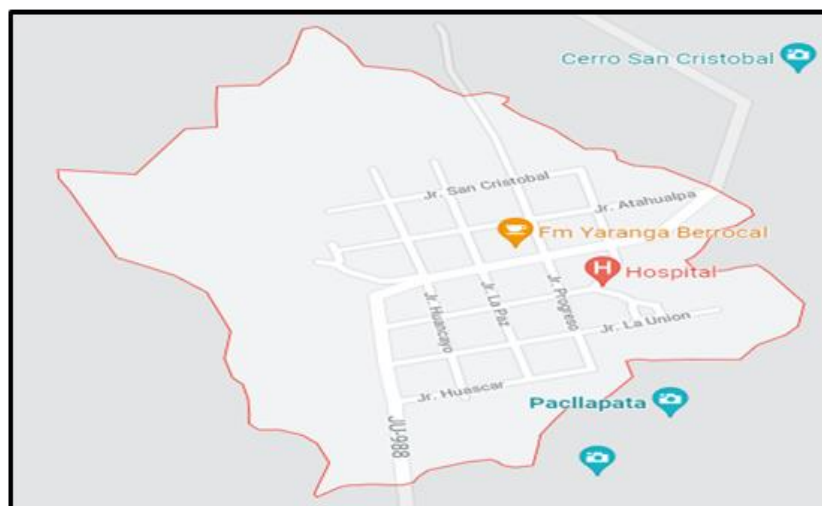 Cerro San Cristobal
Jr. San Cristobal
Jr. Atahualpa
Fm Yaranga Berrocal
H Hospital
Jr. Huancayo
Jr. La Paz
Jr. Progreso
Jr. La Union
Jr. Huascar
Pacllapata
JU-988